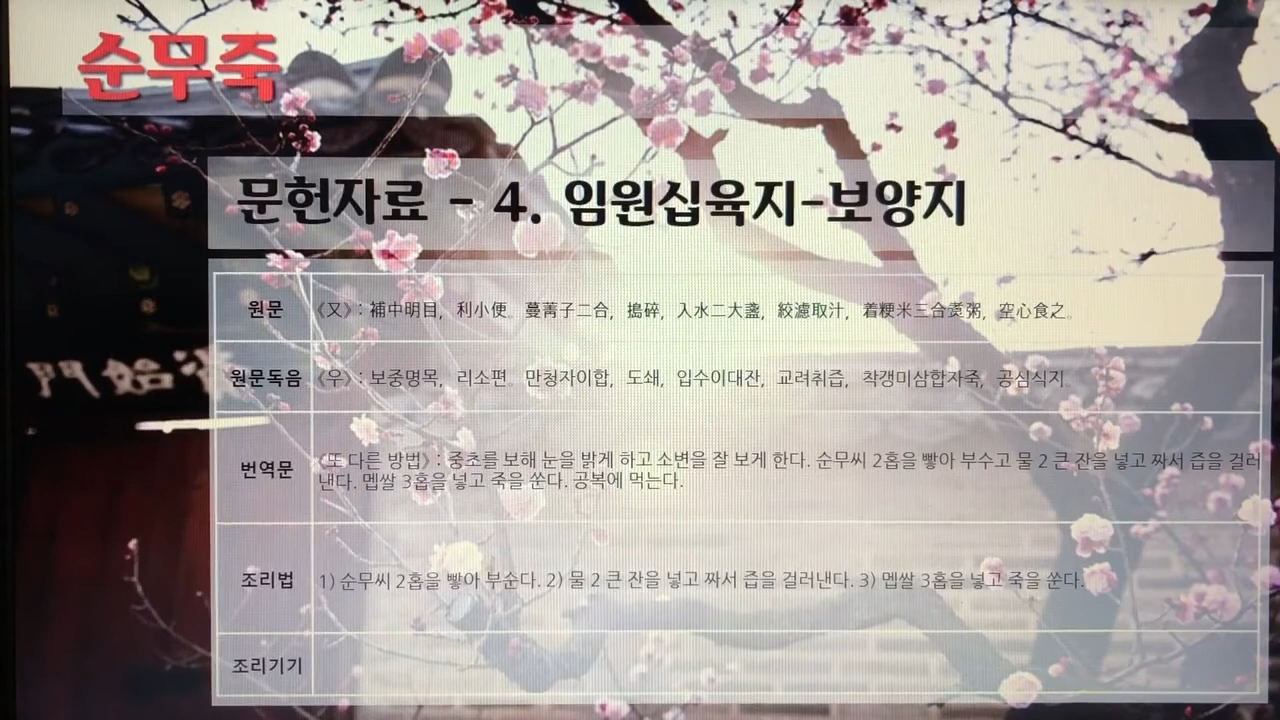 순무죽
문헌자료 - 4. 임원십육지-보양지
원문
《又》: 補中明目, 利小便。蔓菁子二合, 搗碎, 入水二大盞, 絞濾取汁, 着粳米三合煮粥, 空心食之。
원문독음
《우》: 보중명목, 리소편。만청자이합, 도쇄, 입수이대잔, 교려취즙, 착갱미삼합자죽, 공심식지.
번역문
《또 다른 방법》: 중초를 보해 눈을 밝게 하고 소변을 잘 보게 한다. 순무씨 2홉을 빻아 부수고 물 2 큰 잔을 넣고 짜서 즙을 걸러
낸다. 멥쌀 3홉을 넣고 죽을 쑨다. 공복에 먹는다.
조리법
1) 순무씨 2홉을 빻아 부순다. 2) 물 2 큰 잔을 넣고 짜서 즙을 걸러낸다. 3) 멥쌀 3홉을 넣고 죽을 쑨다.
조리기기
門始